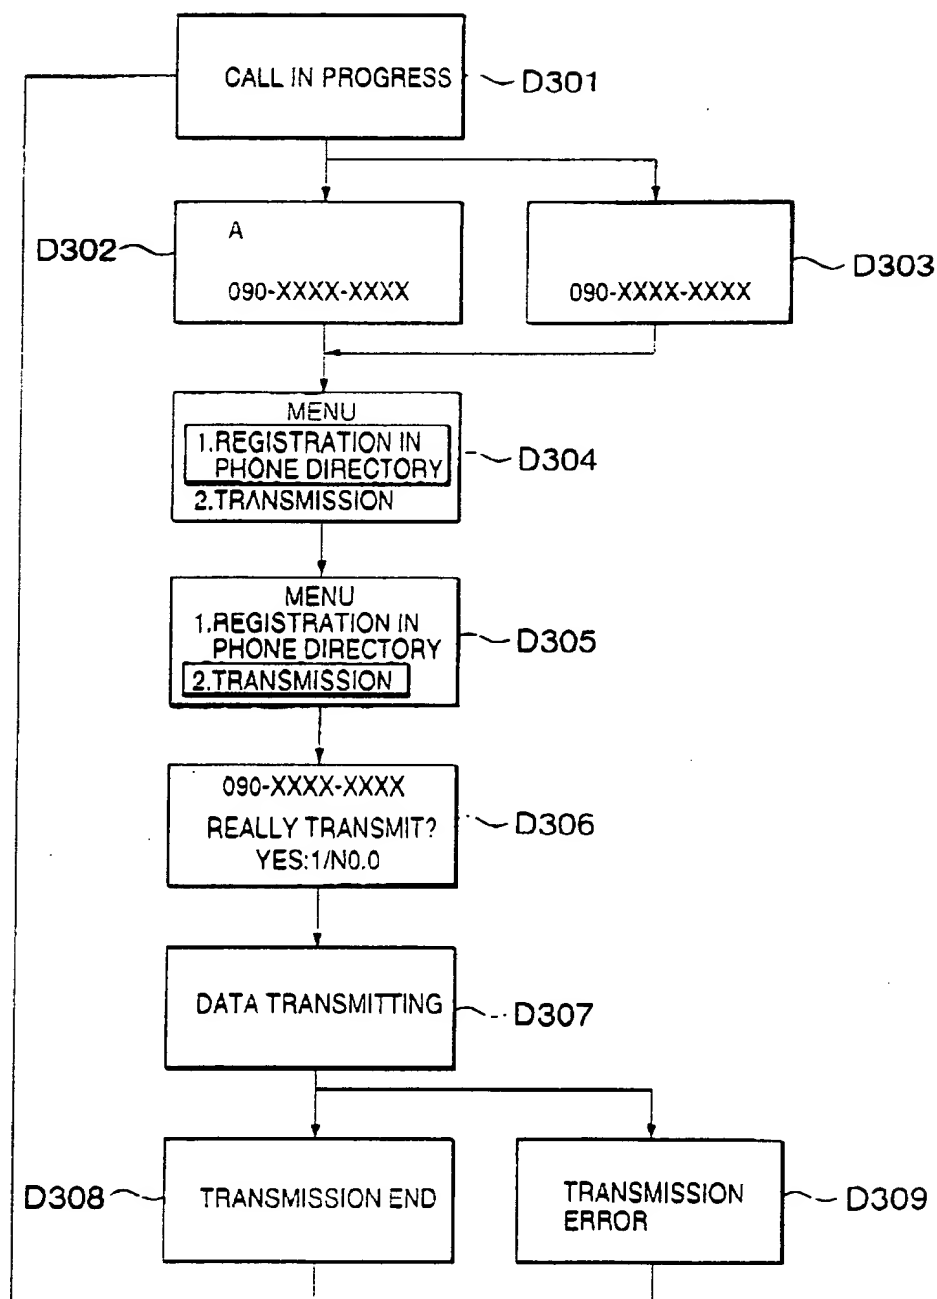 CALL IN PROGRESS
D301
A
090-XXXX-XXXX
D302
090-XXXX-XXXX
D303
MENU
1.REGISTRATION IN
PHONE DIRECTORY
2.TRANSMISSION
D304
MENU
1.REGISTRATION IN
PHONE DIRECTORY
2.TRANSMISSION
D305
090-XXXX-XXXX
REALLY TRANSMIT?
YES:1/N0.0
D306
DATA TRANSMITTING
D307
D308
TRANSMISSION END
TRANSMISSION
ERROR
D309